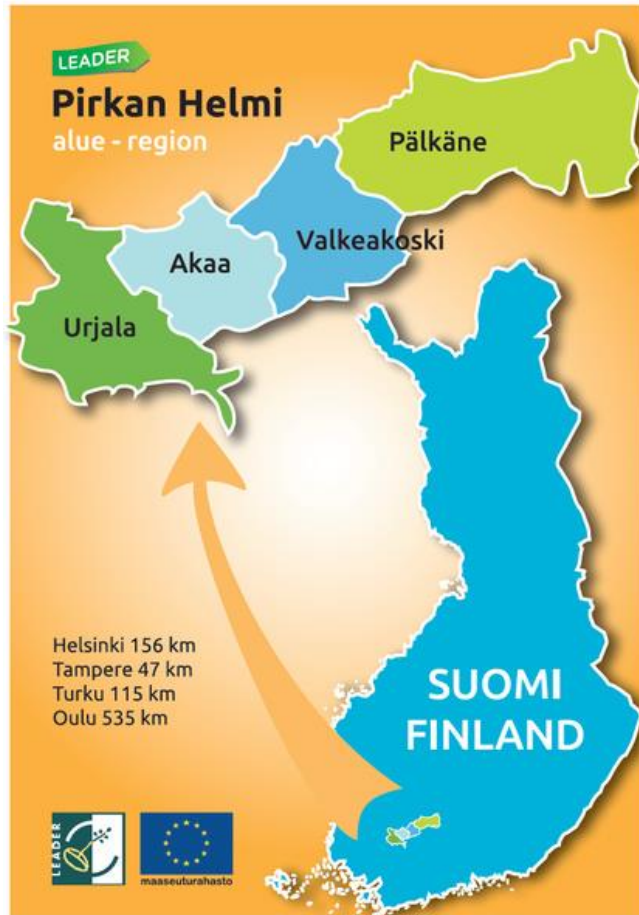 LEADER
Pirkan Helmi
alue - region
Pälkäne
Valkeakoski
Akaa
Urjala
Helsinki 156 km
Tampere 47 km
Turku 115 km
Oulu 535 km
SUOMI
FINLAND
LEADER
maaseuturahasto